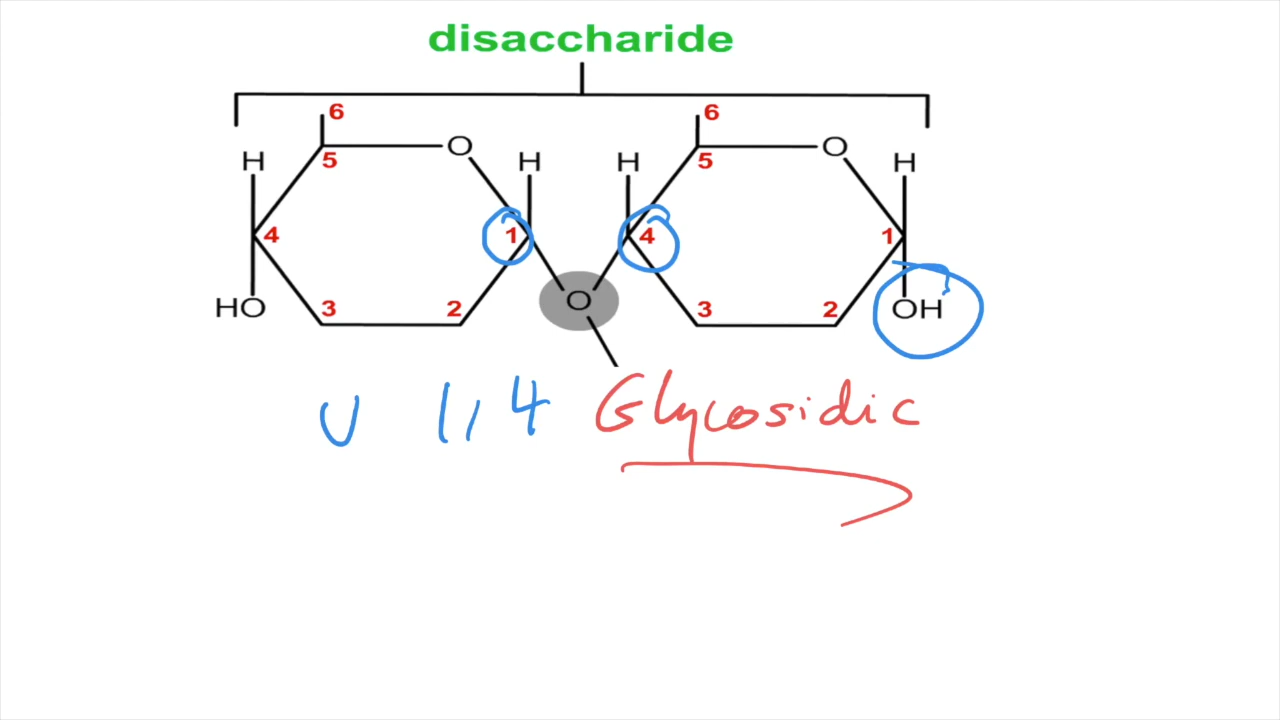 disaccharide
6 6
H 5 O H H 5 O H
4 1 4 1
HO 3 2 O 3 2 OH
U 1,4 Glycosidic